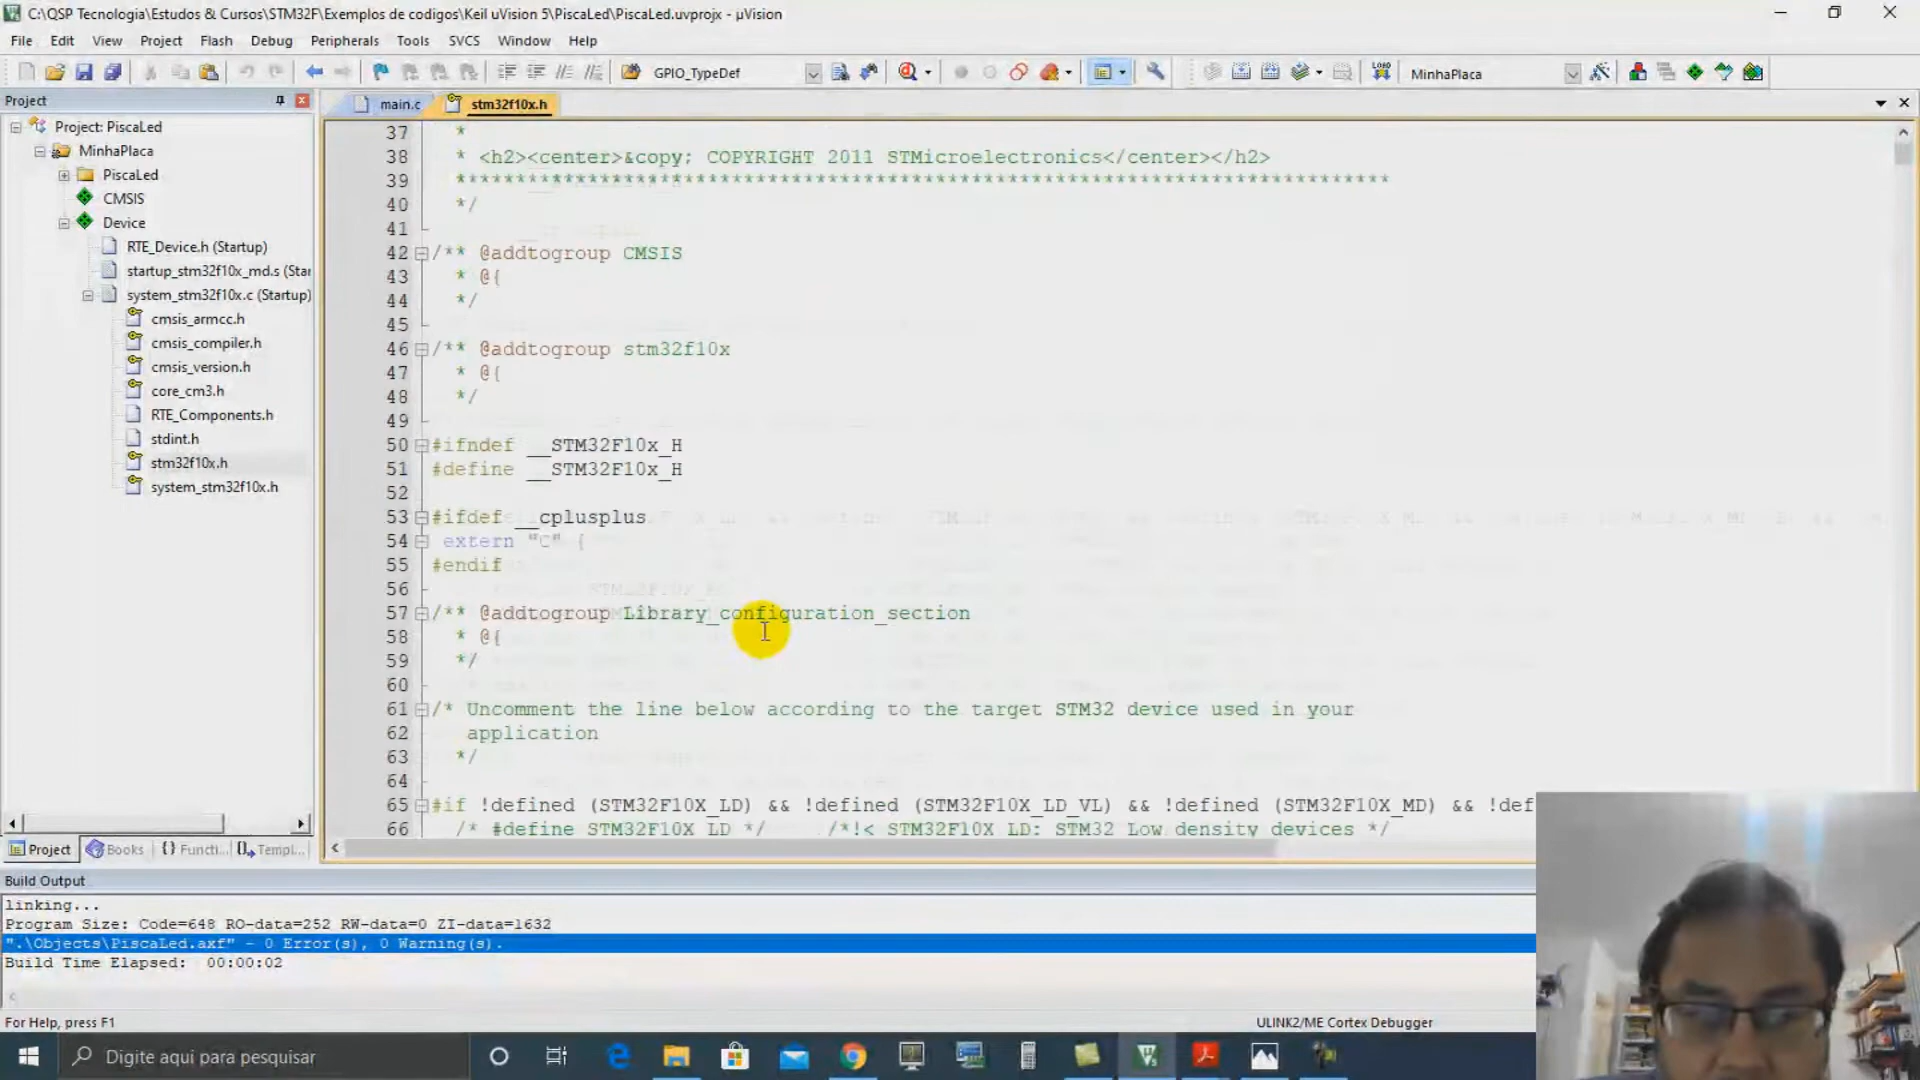 C:\QSP Tecnologia\Estudos & Cursos\STM32F\Exemplos de codigos\Keil uVision 5\PiscaLed\PiscaLed.uvprojx - µVision
File Edit View Project Flash Debug Peripherals Tools SVCS Window Help
GPIO_TypeDef
LOAD
MinhaPlaca
Project
main.c
stm32f10x.h
Project: PiscaLed
MinhaPlaca
PiscaLed
CMSIS
Device
RTE_Device.h (Startup)
startup_stm32f10x_md.s (Star
system_stm32f10x.c (Startup)
cmsis_armcc.h
cmsis_compiler.h
cmsis_version.h
core_cm3.h
RTE_Components.h
stdint.h
stm32f10x.h
system_stm32f10x.h
37 *
38 * <h2><center>&copy; COPYRIGHT 2011 STMicroelectronics</center></h2>
39 ******************************************************************************
40 */
41
42 /** @addtogroup CMSIS
43 * @{
44 */
45
46 /** @addtogroup stm32f10x
47 * @{
48 */
49
50 #ifndef __STM32F10x_H
51 #define __STM32F10x_H
52
53 #ifdef __cplusplus
54 extern "C" {
55 #endif
56
57 /** @addtogroup Library_configuration_section
58 * @{
59 */
60
61 /* Uncomment the line below according to the target STM32 device used in your
62 application
63 */
64
65 #if !defined (STM32F10X_LD) && !defined (STM32F10X_LD_VL) && !defined (STM32F10X_MD) && !def
66 /* #define STM32F10X_LD */ /*!< STM32F10X_LD: STM32 Low density devices */
Project Books {} Functi... Templ...
Build Output
linking...
Program Size: Code=648 RO-data=252 RW-data=0 ZI-data=1632
".\Objects\PiscaLed.axf" - 0 Error(s), 0 Warning(s).
Build Time Elapsed: 00:00:02
For Help, press F1
ULINK2/ME Cortex Debugger
Digite aqui para pesquisar